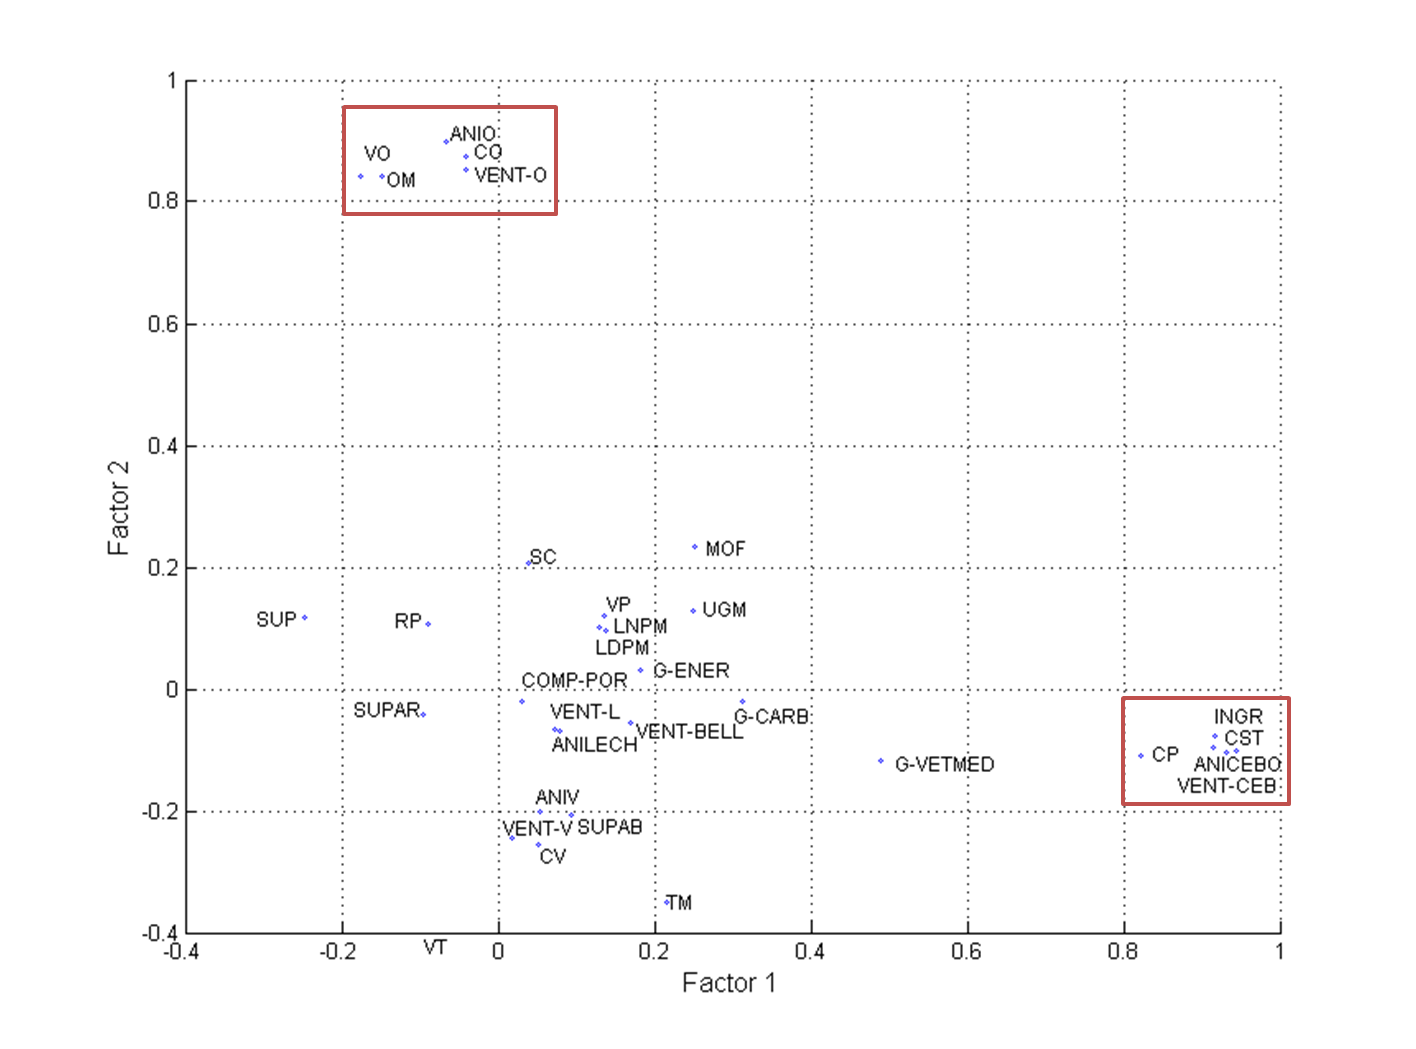 1
ANIO
VO
CO
OM
VENT-O
0.8
0.6
0.4
Factor 2
SC
MOF
0.2
SUP
RP
VP
UGM
LNPM
LDPM
G-ENER
COMP-POR
0
SUPAR
VENT-L
G-CARB
INGR
VENT-BELL
CST
ANILECH
CP
G-VETMED
ANICEBO
VENT-CEB
ANIV
-0.2
VENT-V
SUPAB
CV
TM
-0.4
-0.4
-0.2
VT
0
0.2
0.4
0.6
0.8
1
Factor 1